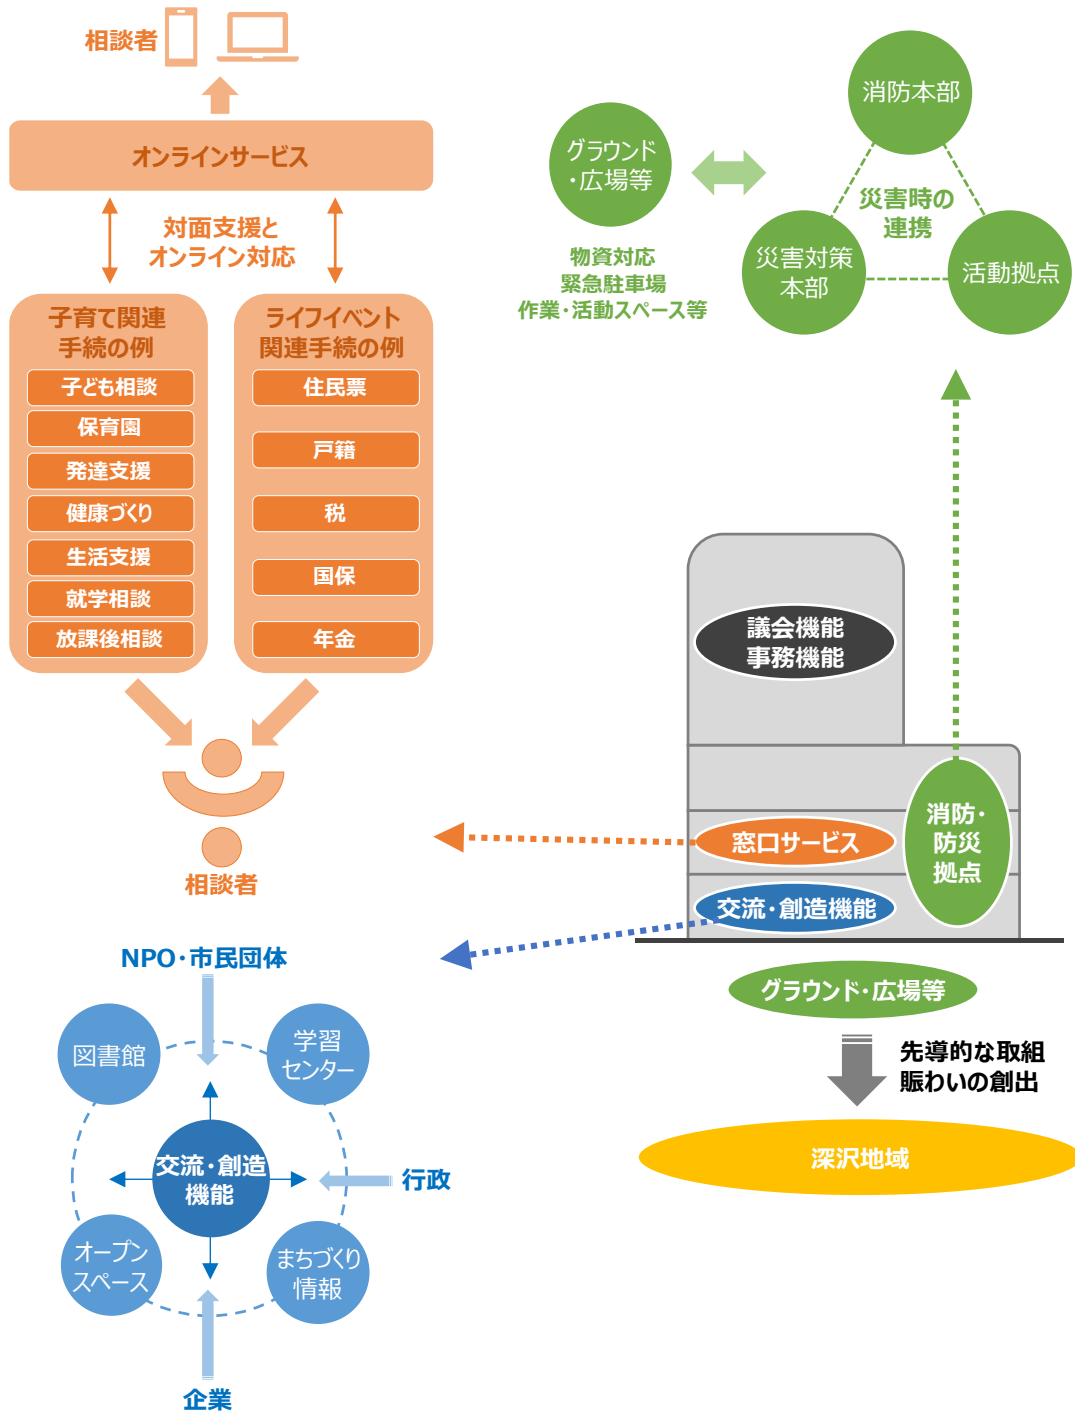 相談者
オンラインサービス
対面支援と
オンライン対応
子育て関連
手続の例
子ども相談
保育園
発達支援
健康づくり
生活支援
就学相談
放課後相談
ライフイベント
関連手続の例
住民票
戸籍
税
国保
年金
相談者
消防本部
グラウンド
・広場等
災害時の
連携
災害対策
本部
活動拠点
物資対応
緊急駐車場
作業・活動スペース等
議会機能
事務機能
消防・
防災
拠点
窓口サービス
交流・創造機能
グラウンド・広場等
先導的な取組
賑わいの創出
深沢地域
NPO・市民団体
図書館
学習
センター
交流・創造
機能
行政
オープン
スペース
まちづくり
情報
企業